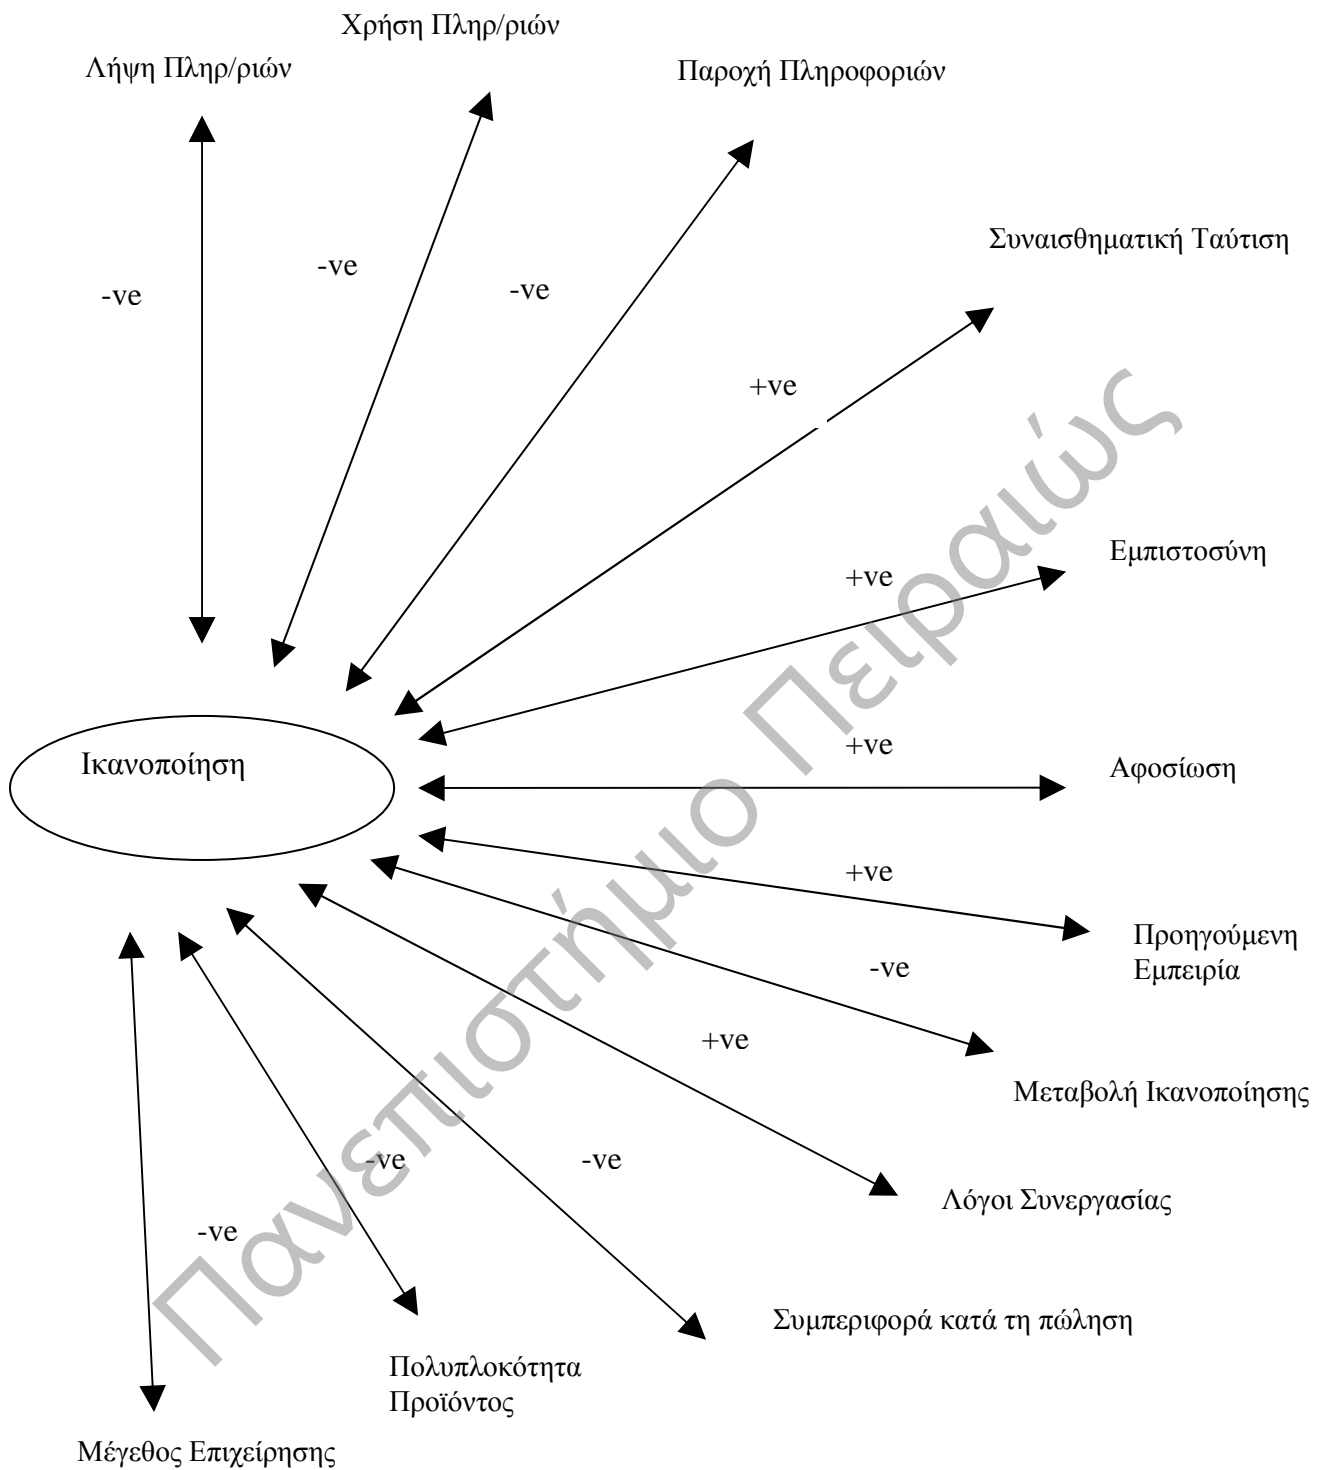 Χρήση Πληρ/ριών
Λήψη Πληρ/ριών
Παροχή Πληροφοριών
Συναισθηματική Ταύτιση
-ve
-ve
-ve
+ve
Εμπιστοσύνη
+ve
+ve
Ικανοποίηση
Αφοσίωση
+ve
Προηγούμενη
Εμπειρία
-ve
+ve
Μεταβολή Ικανοποίησης
-ve
-ve
Λόγοι Συνεργασίας
-ve
Συμπεριφορά κατά τη πώληση
Πολυπλοκότητα
Προϊόντος
Μέγεθος Επιχείρησης
Πανεπιστήμιο Πειραιώς